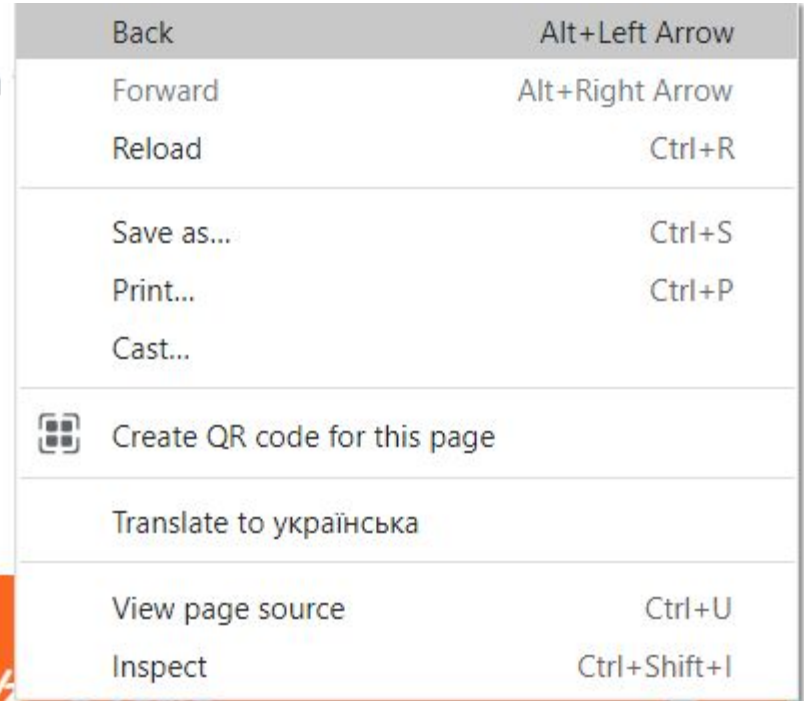 Back Alt+Left Arrow
Forward Alt+Right Arrow
Reload Ctrl+R
Save as... Ctrl+S
Print... Ctrl+P
Cast...
Create QR code for this page
Translate to українська
View page source Ctrl+U
Inspect Ctrl+Shift+I